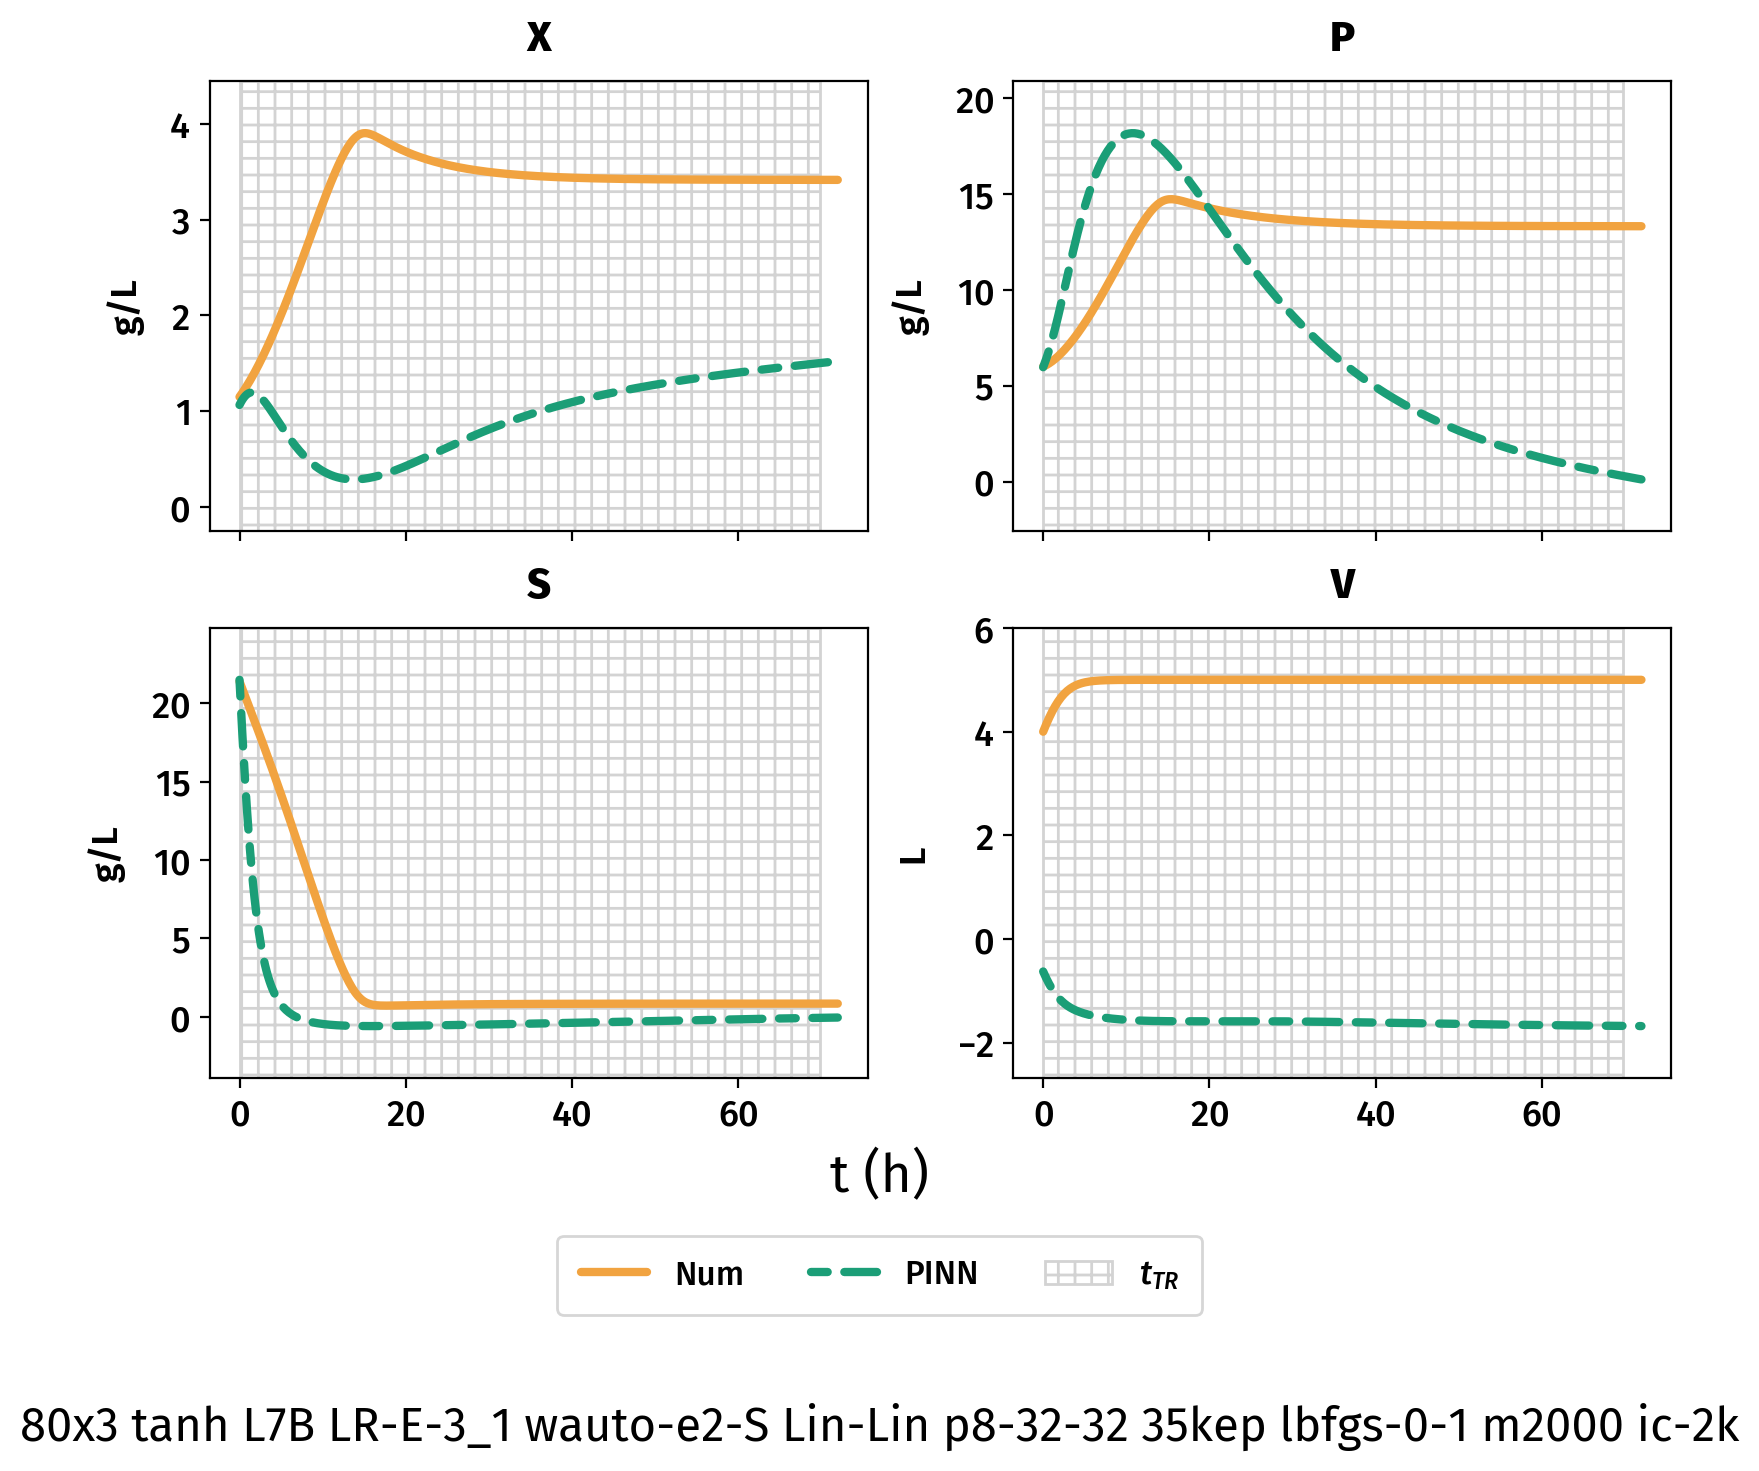 X
P
4
3
2
1
0
g/L
20
15
10
5
0
g/L
S
V
20
15
10
5
0
g/L
6
4
2
0
−2
L
0 20 40 60
0 20 40 60
t (h)
Num PINN tTR
80x3 tanh L7B LR-E-3_1 wauto-e2-S Lin-Lin p8-32-32 35kep lbfgs-0-1 m2000 ic-2k